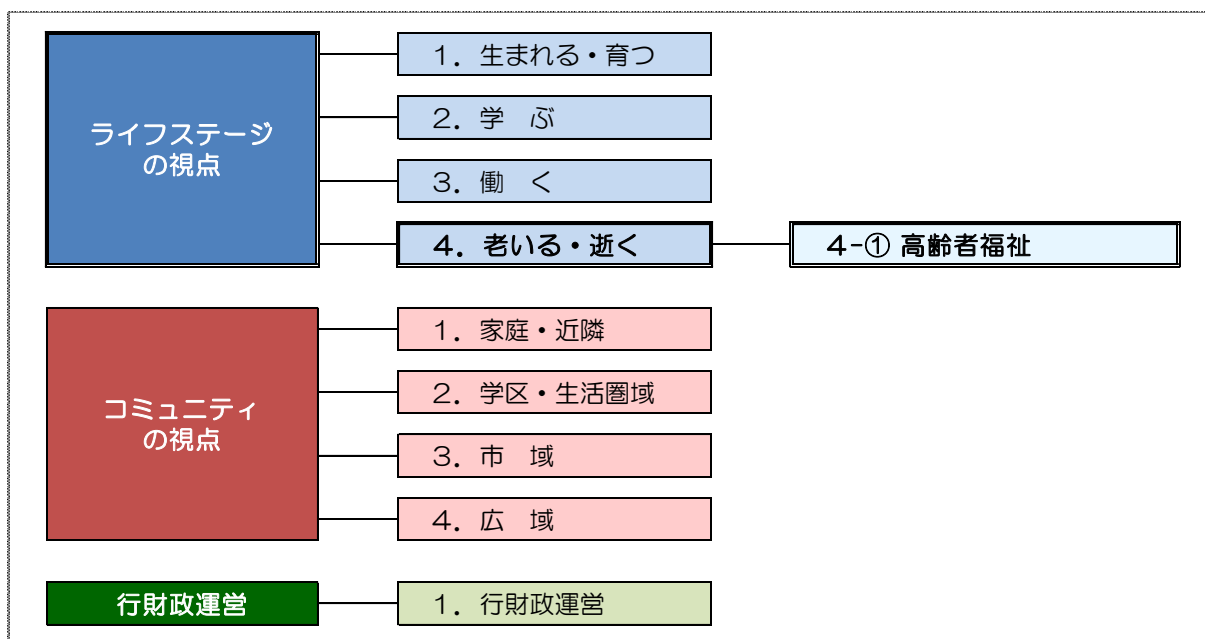 ライフステージ
の視点
１．生まれる・育つ
２．学　ぶ
３．働　く
４．老いる・逝く
４-① 高齢者福祉
コミュニティ
の視点
１．家庭・近隣
２．学区・生活圏域
３．市　域
４．広　域
行財政運営
１．行財政運営